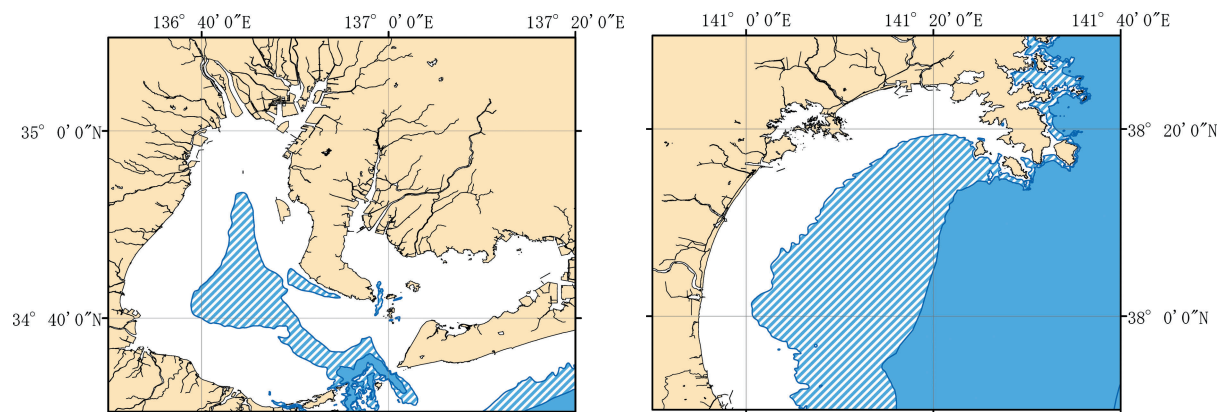 136° 40′ 0″E 137° 0′ 0″E 137° 20′ 0″E
35° 0′ 0″N
34° 40′ 0″N
141° 0′ 0″E 141° 20′ 0″E 141° 40′ 0″E
38° 20′ 0″N
38° 0′ 0″N